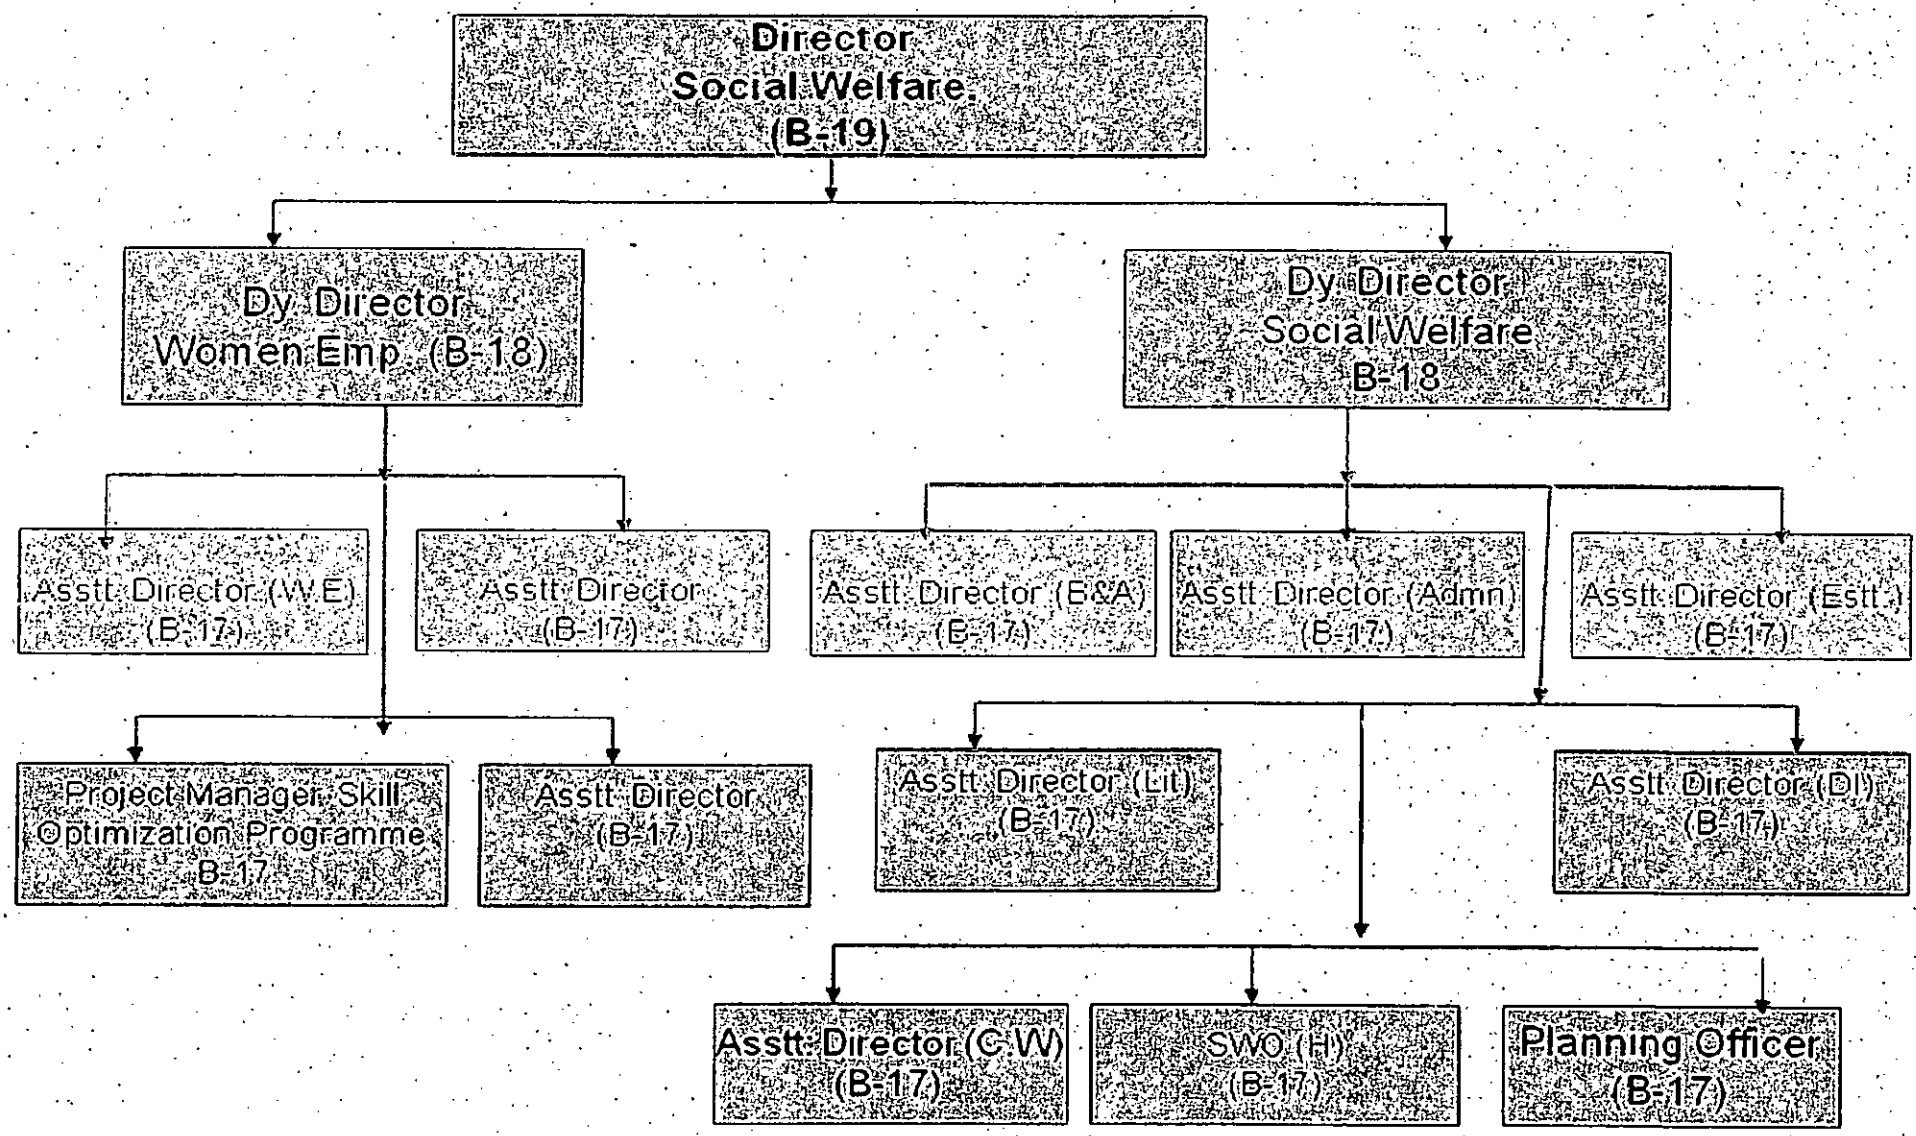 Director
Social Welfare.
(B-19)
Dy Director
Women Emp (B-18)
Dy Director
Social Welfare
B-18
Asstt: Director (W.E)
(B-17)
Asstt: Director
(B-17)
Asstt: Director (B&A)
(B-17)
Asstt: Director (Admn)
(B-17)
Asstt: Director (Estt:)
(B-17)
Project Manager Skill
Optimization Programme
B-17
Asstt: Director
(B-17)
Asstt: Director (Lit)
(B-17)
Asstt: Director (DI)
(B-17)
Asstt: Director (C.W)
(B-17)
SWO (H)
(B-17)
Planning Officer
(B-17)